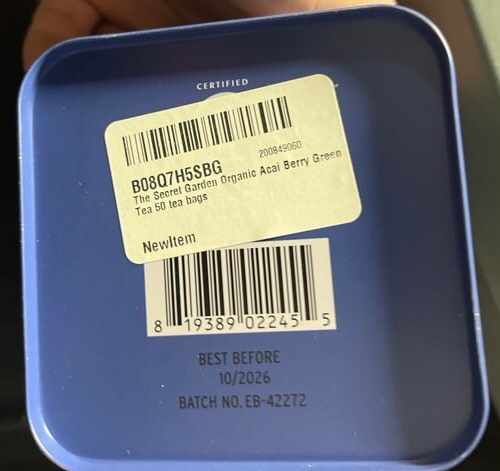 CERTIFIED
200849060
B08Q7H5SBG
The Secret Garden Organic Acai Berry Green
Tea 50 tea bags
NewItem
8 19389 02245 5
BEST BEFORE
10/2026
BATCH NO. EB-42272